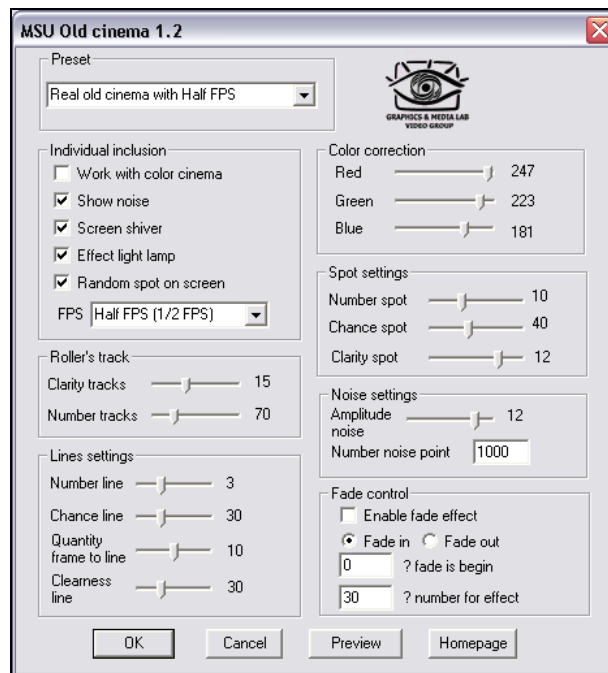 MSU Old cinema 1.2
Preset
Real old cinema with Half FPS
GRAPHICS & MEDIA LAB
VIDEO GROUP
Individual inclusion
Work with color cinema
Show noise
Screen shiver
Effect light lamp
Random spot on screen
FPS Half FPS (1/2 FPS)
Roller's track
Clarity tracks 15
Number tracks 70
Lines settings
Number line 3
Chance line 30
Quantity
frame to line 10
Clearness
line 30
Color correction
Red 247
Green 223
Blue 181
Spot settings
Number spot 10
Chance spot 40
Clarity spot 12
Noise settings
Amplitude
noise 12
Number noise point 1000
Fade control
Enable fade effect
Fade in Fade out
0 ? fade is begin
30 ? number for effect
OK Cancel Preview Homepage